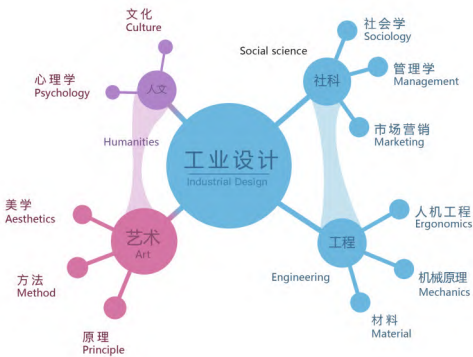 文化
Culture
心理学
Psychology
人文
Humanities
Social science
社科
社会学
Sociology
管理学
Management
市场营销
Marketing
工业设计
Industrial Design
美学
Aesthetics
方法
Method
原理
Principle
艺术
Art
工程
Engineering
人机工程
Ergonomics
机械原理
Mechanics
材料
Material